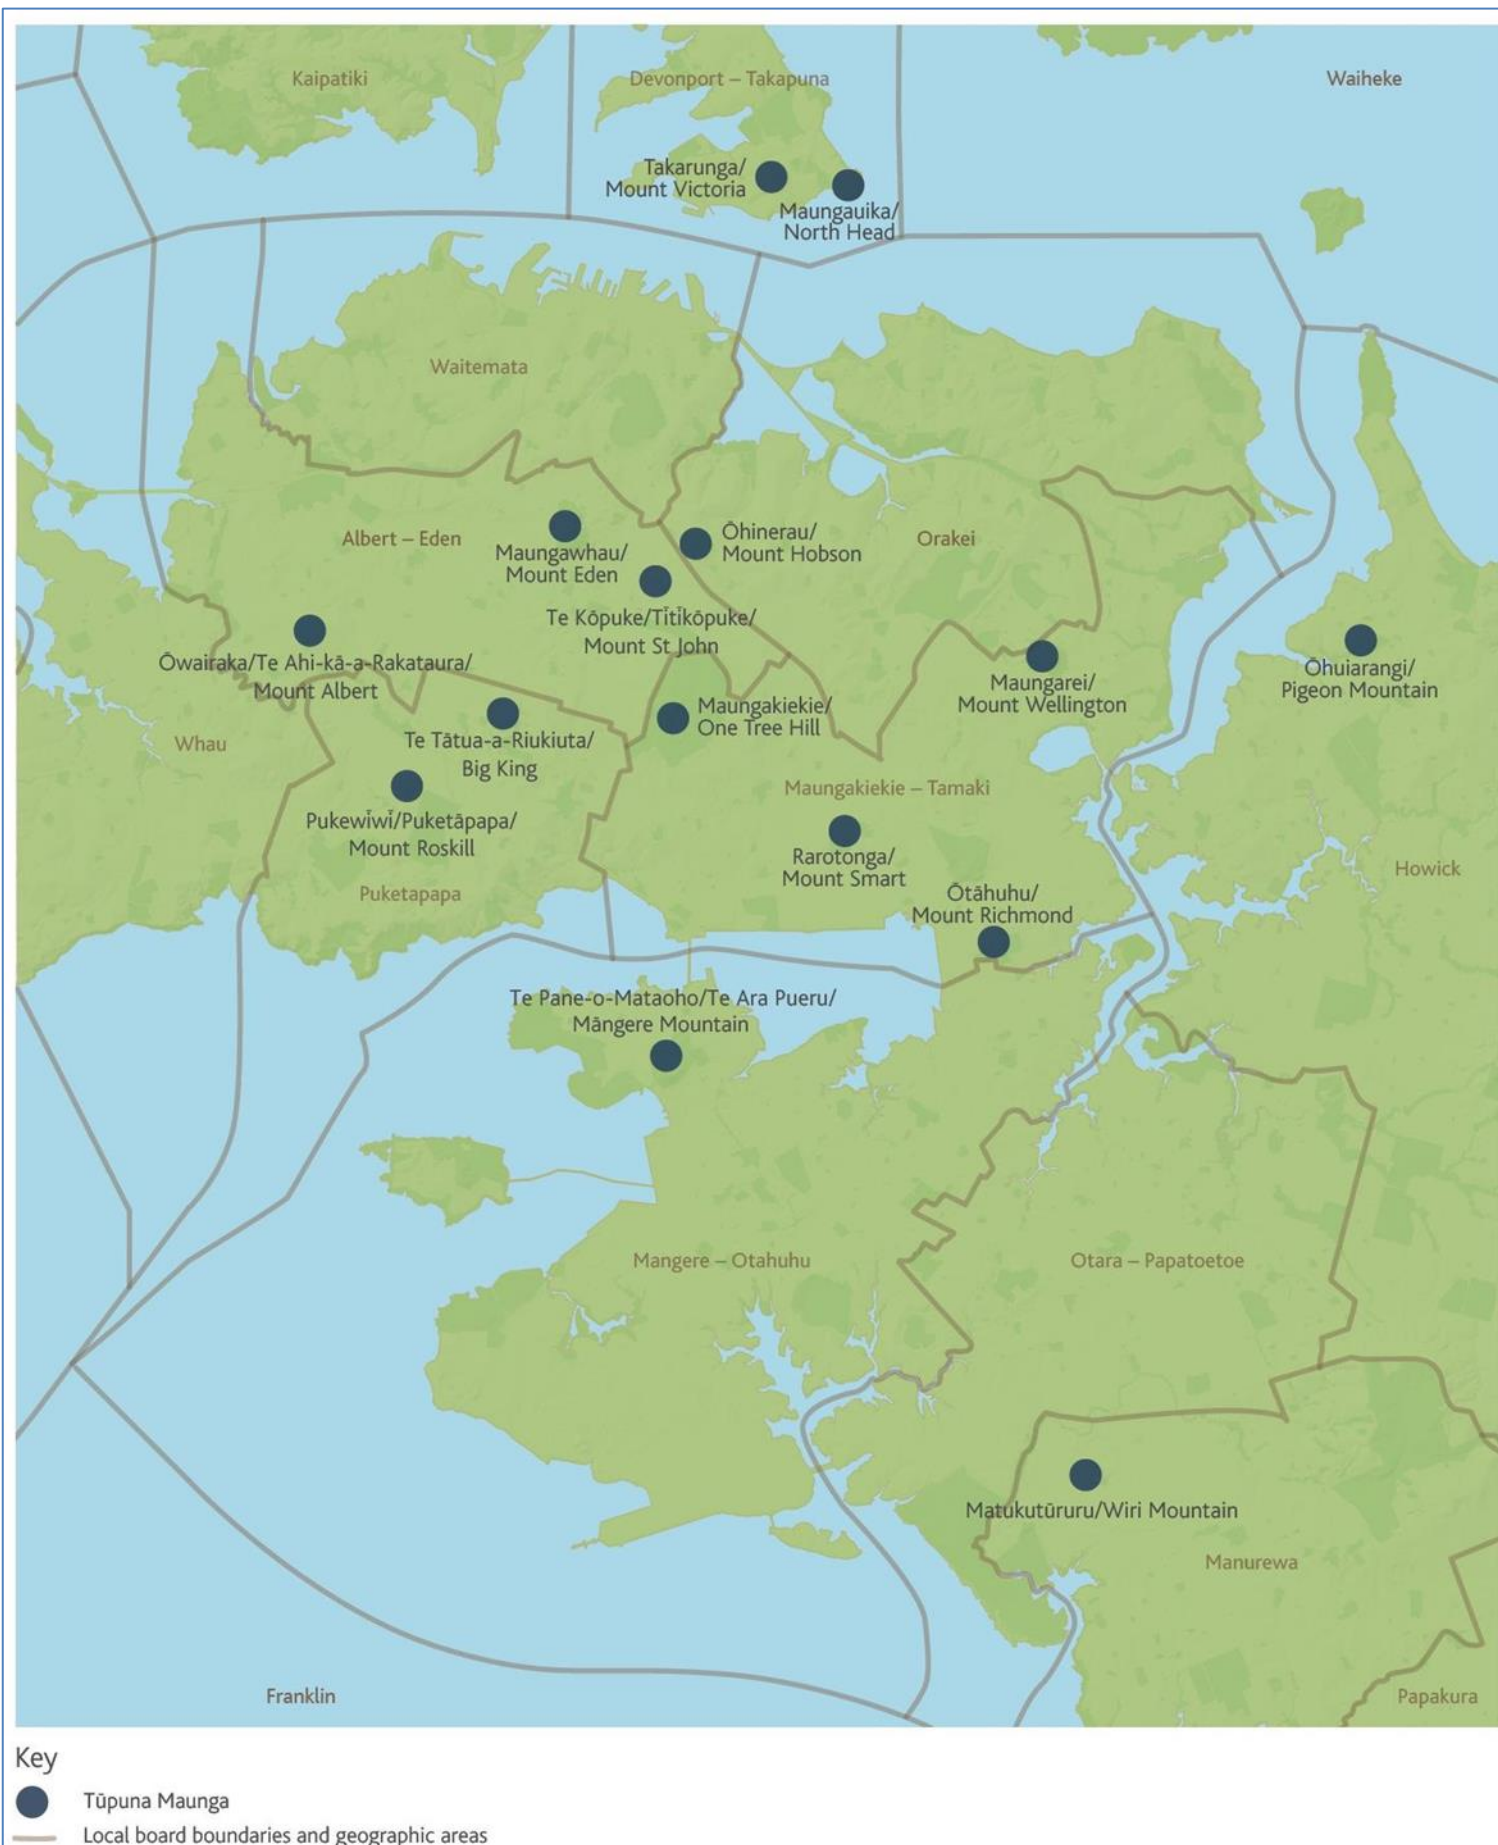 Kaipatiki
Devonport – Takapuna
Waiheke
Takarunga/
Mount Victoria
Maungauika/
North Head
Waitemata
Albert – Eden
Maungawhau/
Mount Eden
Ōhinerau/
Mount Hobson
Orakei
Te Kōpuke/Tītīkōpuke/
Mount St John
Ōwairaka/Te Ahi-kā-a-Rakataura/
Mount Albert
Maungarei/
Mount Wellington
Ōhuiarangi/
Pigeon Mountain
Maungakiekie/
One Tree Hill
Whau
Te Tātua-a-Riukiuta/
Big King
Maungakiekie – Tamaki
Pukewīwī/Puketāpapa/
Mount Roskill
Rarotonga/
Mount Smart
Howick
Puketapapa
Ōtāhuhu/
Mount Richmond
Te Pane-o-Mataoho/Te Ara Pueru/
Māngere Mountain
Mangere – Otahuhu
Otara – Papatoetoe
Matukutūruru/Wiri Mountain
Manurewa
Franklin
Papakura
Key
Tūpuna Maunga
Local board boundaries and geographic areas